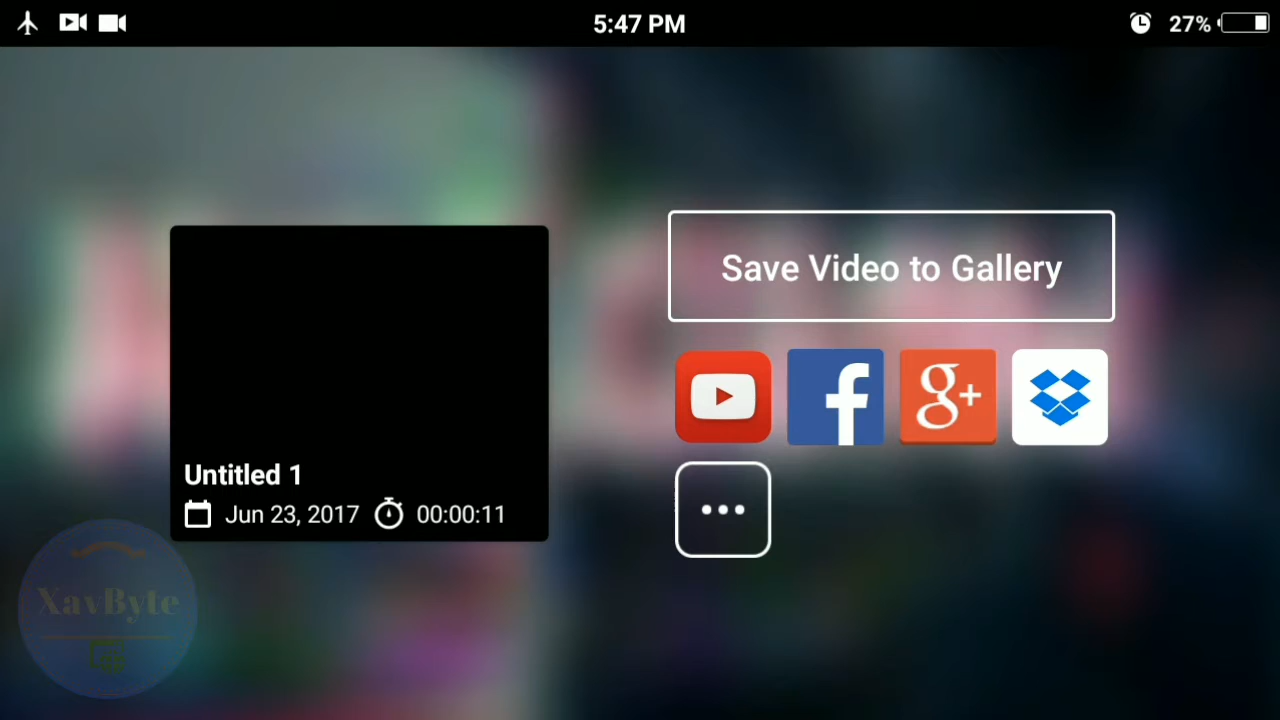 5:47 PM
27%
Save Video to Gallery
Untitled 1
Jun 23, 2017 00:00:11
XavByte